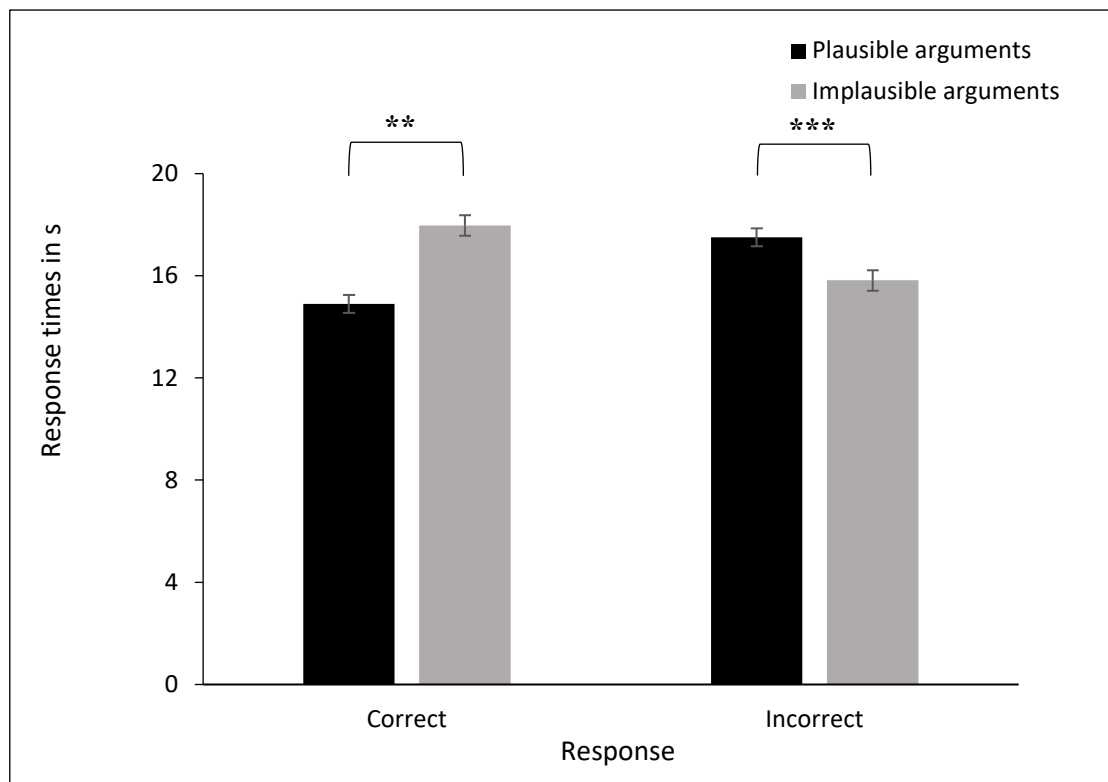 Plausible arguments
Implausible arguments
**
***
20
16
12
8
4
0
Response times in s
Correct
Incorrect
Response